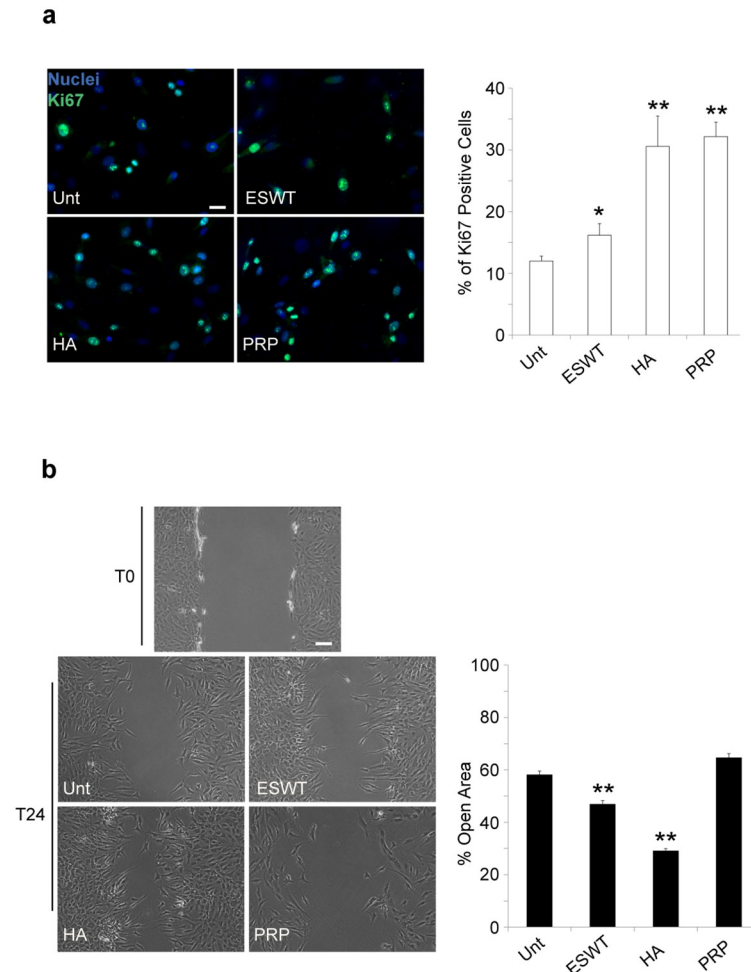 a
Nuclei
Ki67
Unt
ESWT
HA
PRP
% of Ki67 Positive Cells
40
30
20
10
0
**
**
*
Unt
ESWT
HA
PRP
b
T0
T24
Unt
ESWT
HA
PRP
% Open Area
100
80
60
40
20
0
**
**
Unt
ESWT
HA
PRP